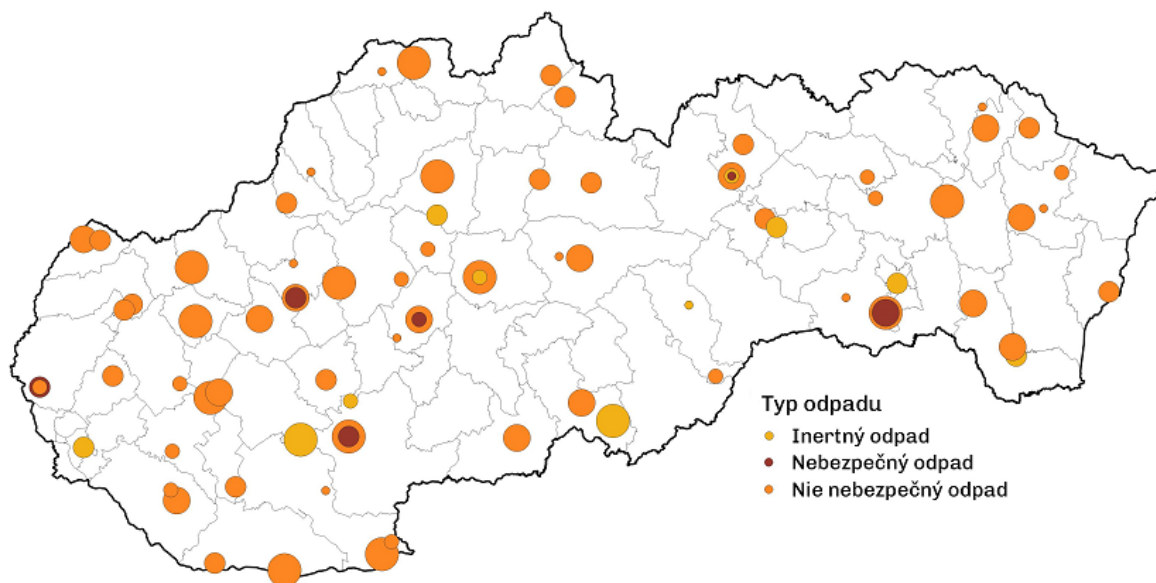 Typ odpadu
Inertný odpad
Nebezpečný odpad
Nie nebezpečný odpad